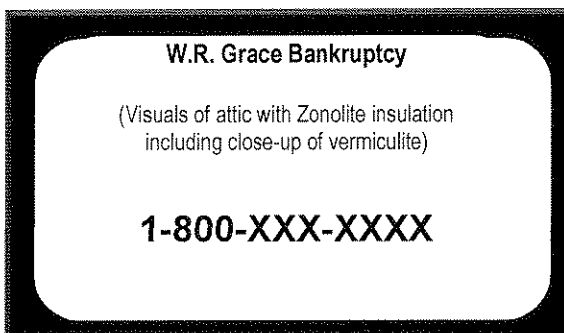 W.R. Grace Bankruptcy
(Visuals of attic with Zonolite insulation
including close-up of vermiculite)
1-800-XXX-XXXX